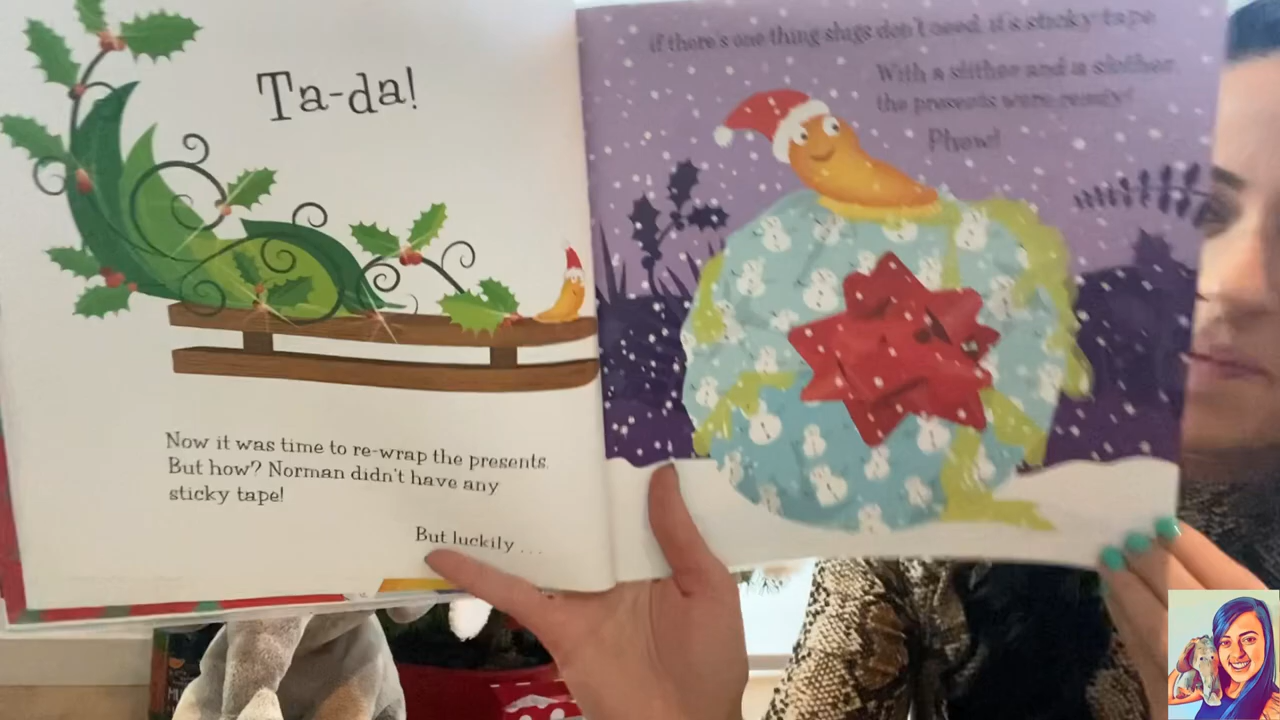 Ta-da!
Now it was time to re-wrap the presents.
But how? Norman didn't have any
sticky tape!
But luckily . . .
if there's one thing slugs don't need, it's sticky tape.
With a slither and a slother
the presents were ready!
Phew!